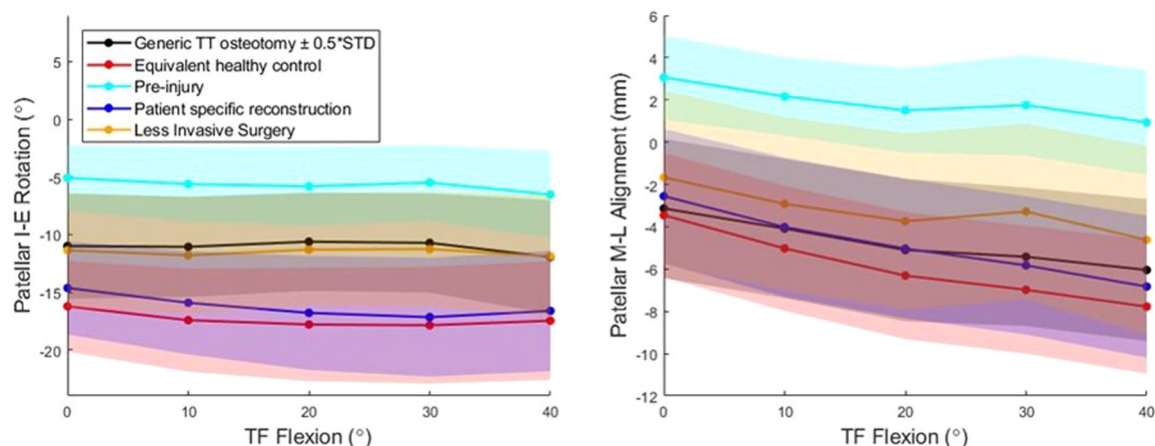 Generic TT osteotomy ± 0.5*STD
Equivalent healthy control
Pre-injury
Patient specific reconstruction
Less Invasive Surgery
Patellar I-E Rotation (°)
5
0
-5
-10
-15
-20
0 10 20 30 40
TF Flexion (°)
Patellar M-L Alignment (mm)
6
4
2
0
-2
-4
-6
-8
-10
-12
0 10 20 30 40
TF Flexion (°)